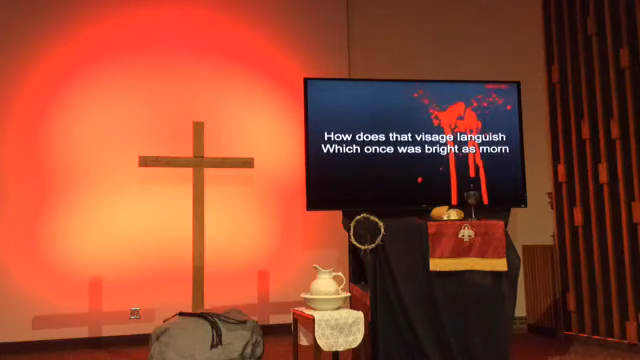 How does that visage languish
Which once was bright as morn